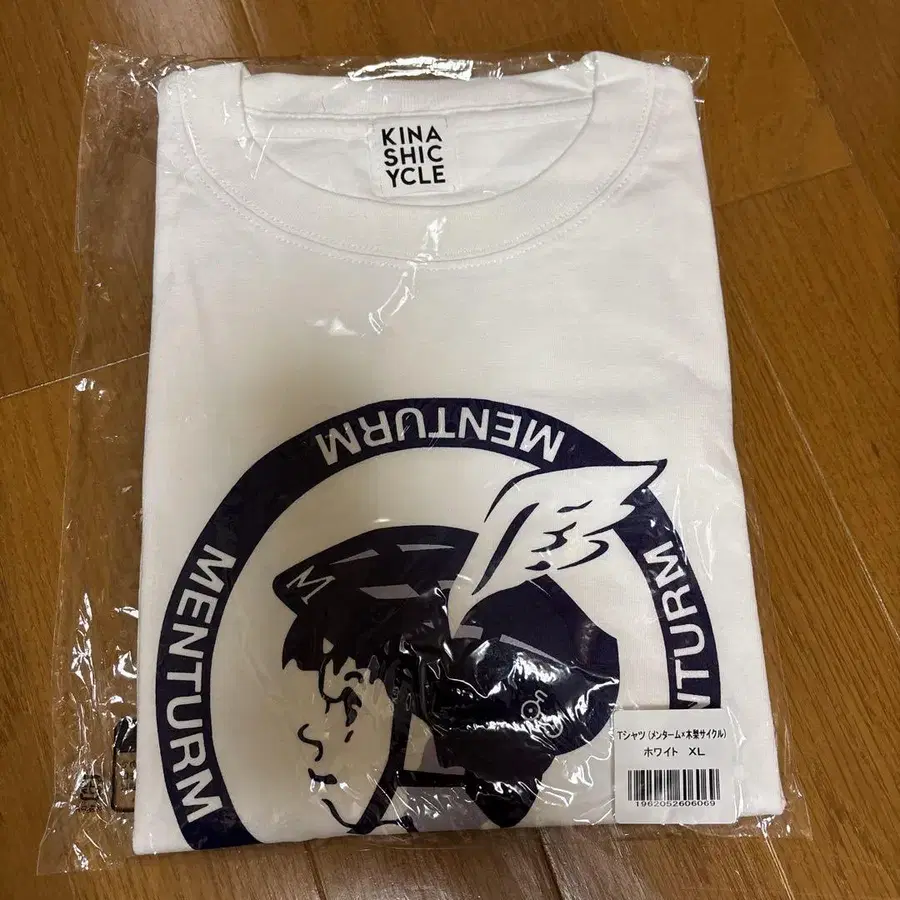 KINA
SHIC
YCLE
MENTURM
MENTURM
MENTURM
NTURM
M
Tシャツ (メンターム×木梨サイクル)
ホワイト XL
1962052606069